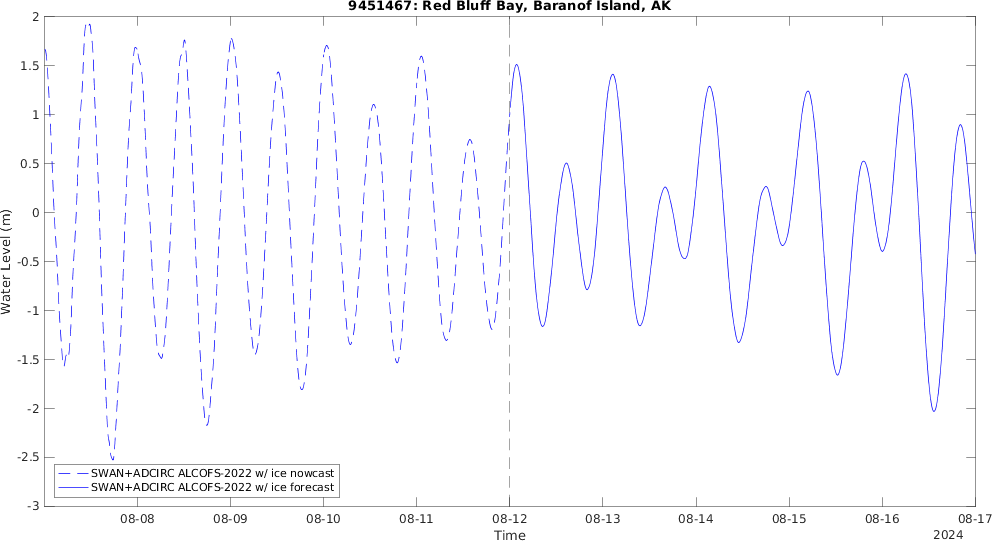 9451467: Red Bluff Bay, Baranof Island, AK
2
1.5
1
0.5
0
-0.5
-1
-1.5
-2
-2.5
-3
Water Level (m)
SWAN+ADCIRC ALCOFS-2022 w/ ice nowcast
SWAN+ADCIRC ALCOFS-2022 w/ ice forecast
08-08 08-09 08-10 08-11 08-12 08-13 08-14 08-15 08-16 08-17
Time
2024